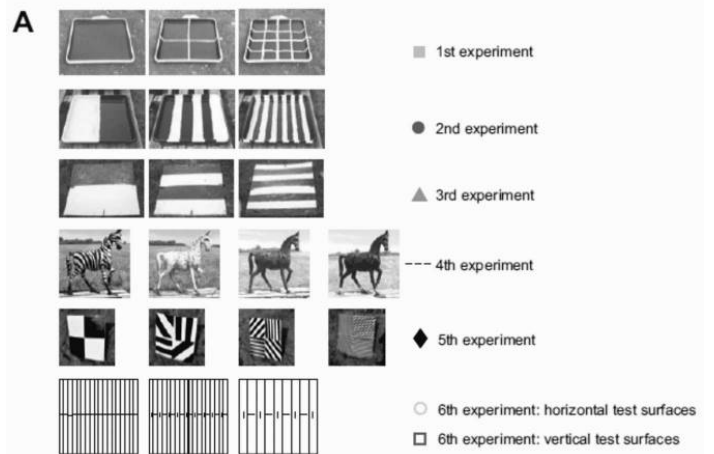 A
1st experiment
2nd experiment
3rd experiment
4th experiment
5th experiment
6th experiment: horizontal test surfaces
6th experiment: vertical test surfaces